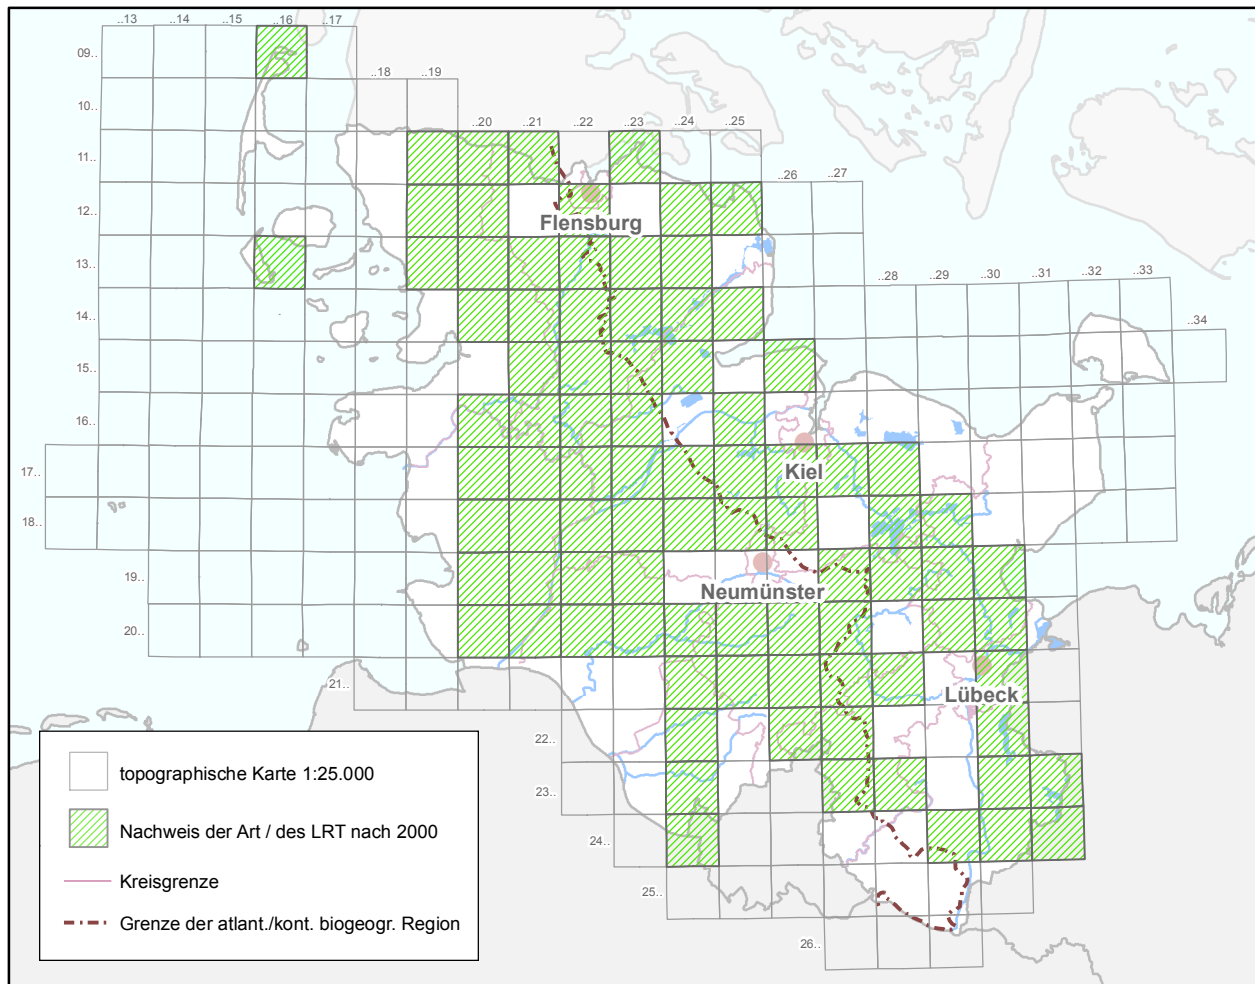 ..13 ..14 ..15 ..16 ..17
09..
..18 ..19
10..
..20 ..21 ..22 ..23 ..24 ..25
11..
..26 ..27
12..
Flensburg
13..
..28 ..29 ..30 ..31 ..32 ..33
14..
..34
15..
16..
17..
Kiel
18..
19..
Neumünster
20..
21..
Lübeck
22..
23..
24..
25..
26..
topographische Karte 1:25.000
Nachweis der Art / des LRT nach 2000
Kreisgrenze
Grenze der atlant./kont. biogeogr. Region